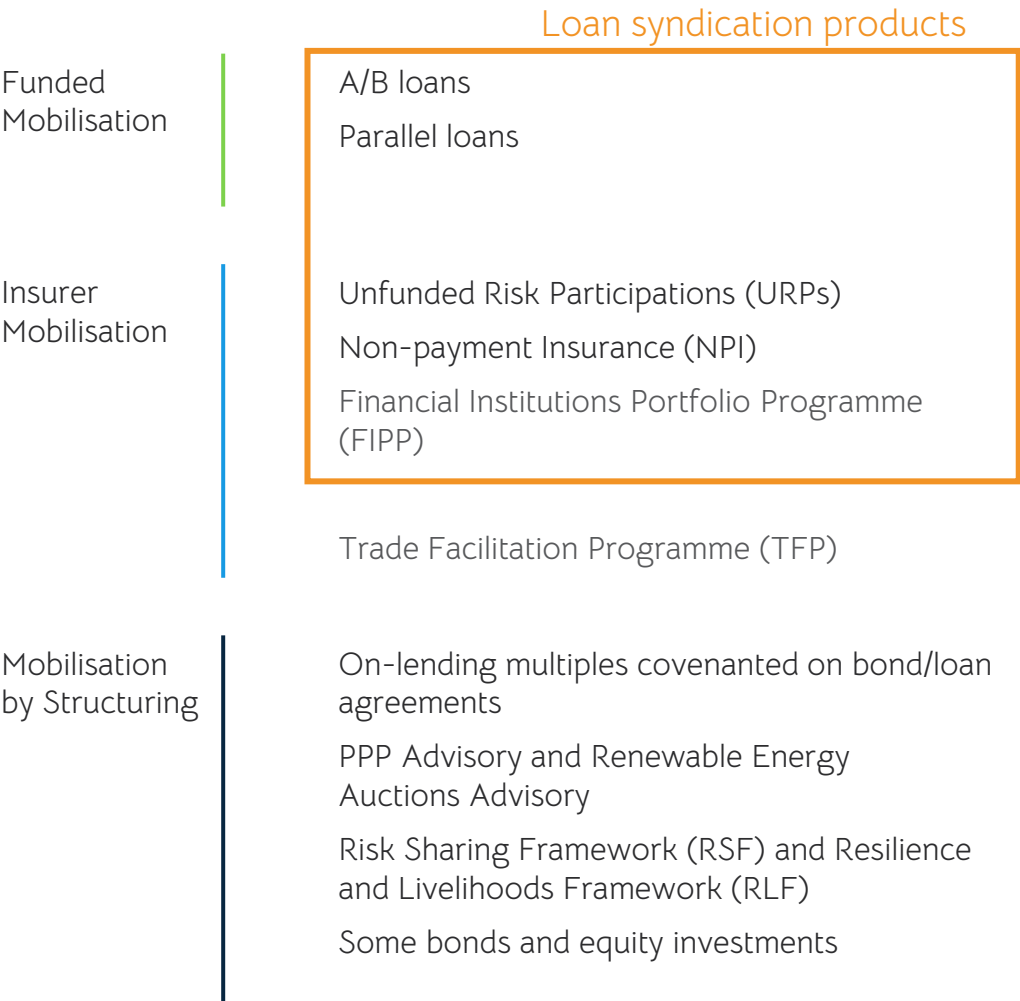 Loan syndication products
Funded
Mobilisation
A/B loans
Parallel loans
Insurer
Mobilisation
Unfunded Risk Participations (URPs)
Non-payment Insurance (NPI)
Financial Institutions Portfolio Programme
(FIPP)
Trade Facilitation Programme (TFP)
Mobilisation
by Structuring
On-lending multiples covenanted on bond/loan
agreements
PPP Advisory and Renewable Energy
Auctions Advisory
Risk Sharing Framework (RSF) and Resilience
and Livelihoods Framework (RLF)
Some bonds and equity investments